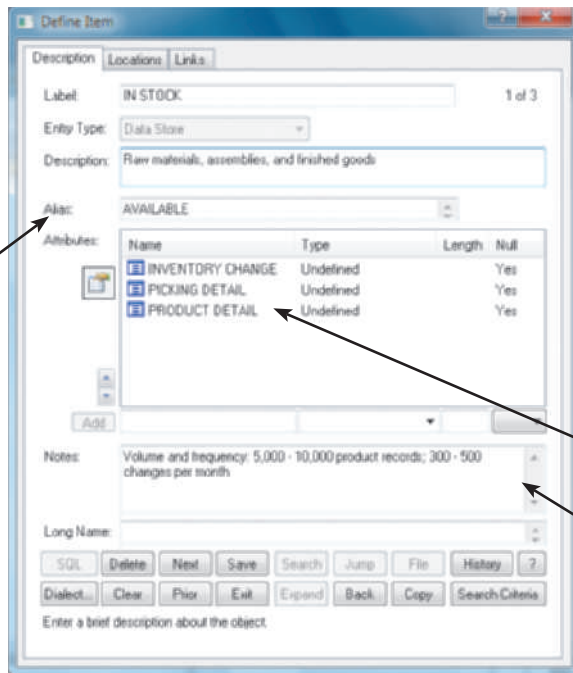 Define Item
Description Locations Links
Label: IN STOCK 1 of 3
Entry Type: Data Store
Description: Raw materials, assemblies, and finished goods
Alias: AVAILABLE
Attributes: Name Type Length Null
INVENTORY CHANGE Undefined Yes
PICKING DETAIL Undefined Yes
PRODUCT DETAIL Undefined Yes
Add
Notes: Volume and frequency: 5,000 - 10,000 product records; 300 - 500
changes per month
Long Name:
SQL Delete Next Save Search Jump File History ?
Dialect... Clear Prior Exit Expand Back Copy Search Criteria
Enter a brief description about the object.